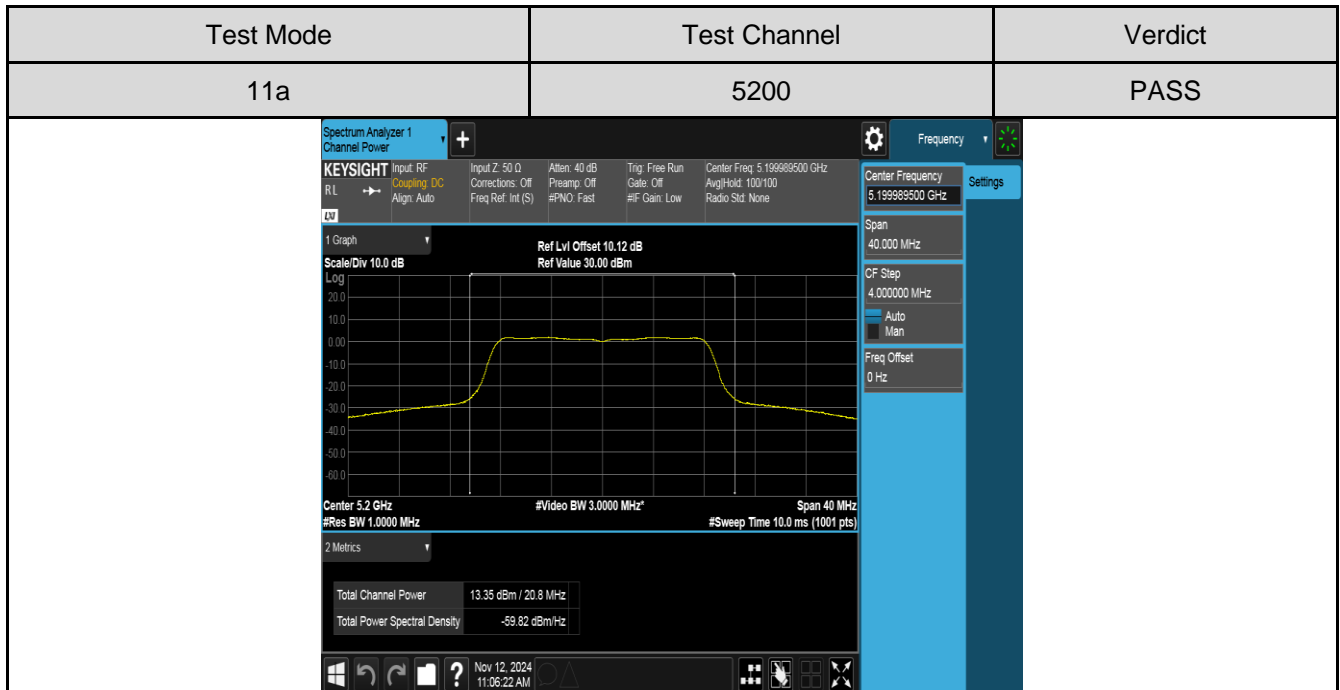 Test Mode Test Channel Verdict
11a 5200 PASS
Spectrum Analyzer 1
Channel Power
+
Frequency
KEYSIGHT Input: RF
RL
Coupling: DC
Align: Auto
LXI
Input Z: 50 Ω
Corrections: Off
Freq Ref: Int (S)
Atten: 40 dB
Preamp: Off
#PNO: Fast
Trig: Free Run
Gate: Off
#IF Gain: Low
Center Freq: 5.199989500 GHz
Avg|Hold: 100/100
Radio Std: None
Center Frequency
5.199989500 GHz
Settings
Span
40.000 MHz
CF Step
4.000000 MHz
Auto
Man
Freq Offset
0 Hz
1 Graph
Ref Lvl Offset 10.12 dB
Scale/Div 10.0 dB Ref Value 30.00 dBm
Log
20.0
10.0
0.00
-10.0
-20.0
-30.0
-40.0
-50.0
-60.0
Center 5.2 GHz #Video BW 3.0000 MHz* Span 40 MHz
#Res BW 1.0000 MHz #Sweep Time 10.0 ms (1001 pts)
2 Metrics
Total Channel Power 13.35 dBm / 20.8 MHz
Total Power Spectral Density -59.82 dBm/Hz
?
Nov 12, 2024
11:06:22 AM